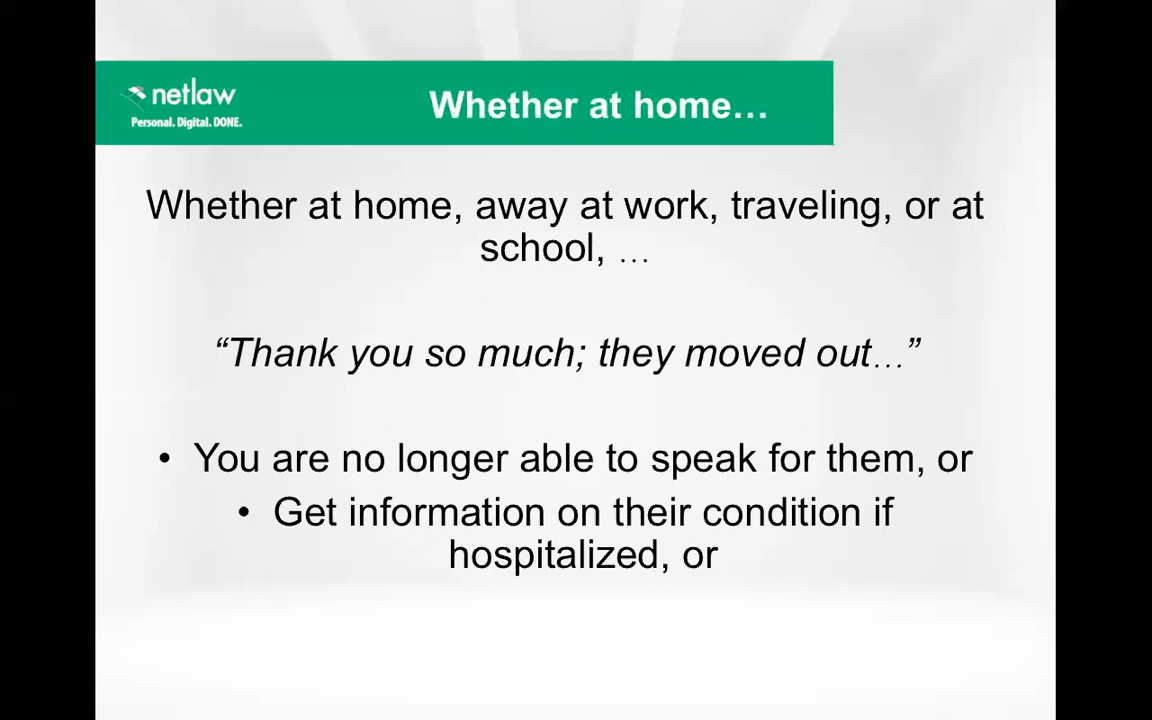 netlaw
Personal. Digital. DONE.
Whether at home…
Whether at home, away at work, traveling, or at
school, …
“Thank you so much; they moved out…”
• You are no longer able to speak for them, or
• Get information on their condition if
hospitalized, or